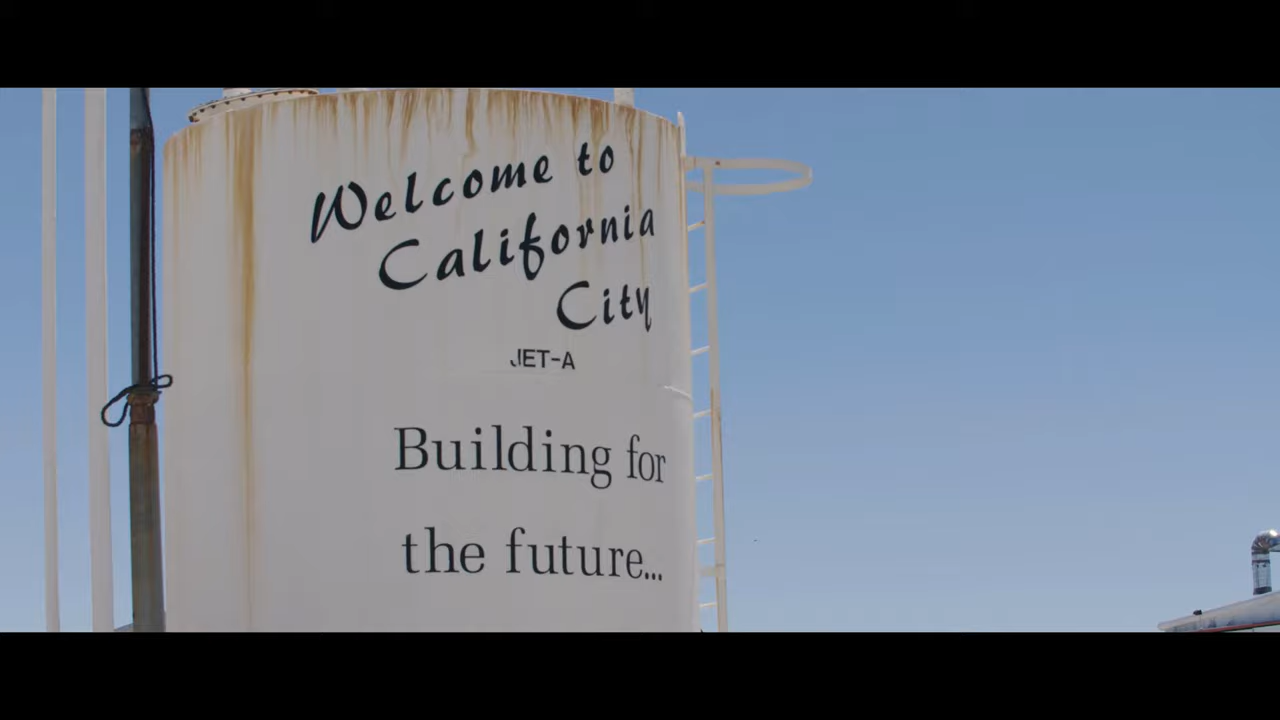 Welcome to
California
City
JET-A
Building for
the future...